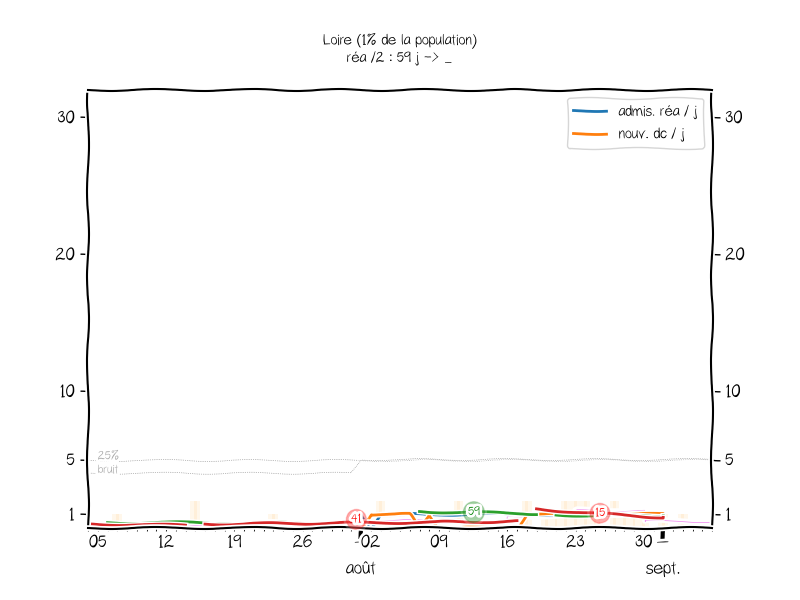 Loire (1% de la population)
réa /2 : 59 j -> _
admis. réa / j
nouv. dc / j
30
30
20
20
10
10
5
5
25%
bruit
1
1
41
59
15
05 12 19 26 02 09 16 23 30
août sept.